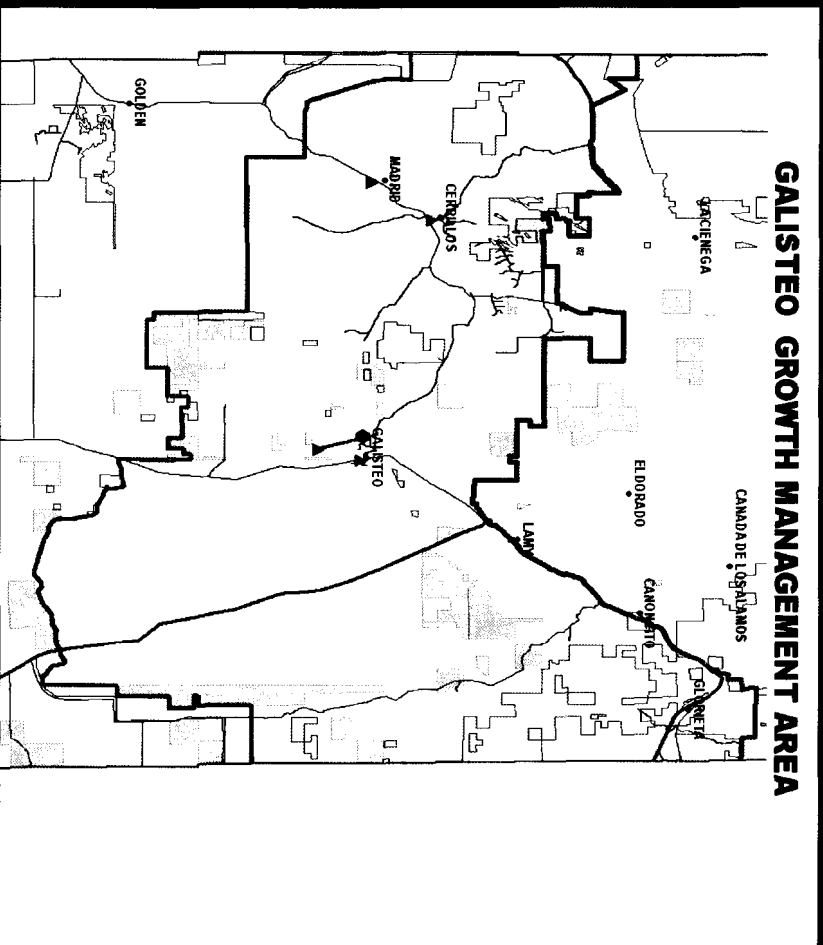 GALISTEO GROWTH MANAGEMENT AREA
CANADA DE LOS ALAMOS
LA CIENEGA
GLORIETA
ELDORADO
CANONCITO
LAMY
CERRILLOS
MADRID
GALISTEO
GOLDEN